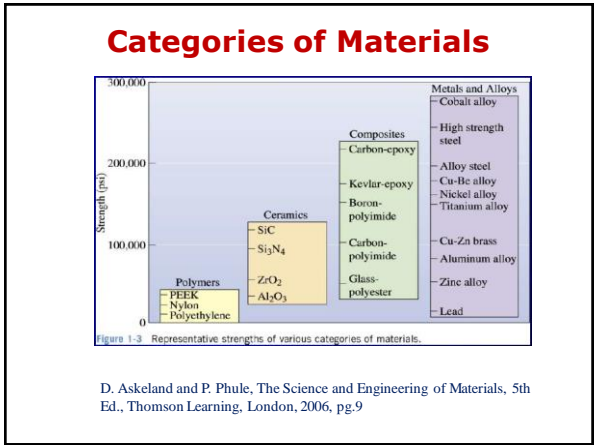 Categories of Materials
300,000
200,000
100,000
0
Strength (psi)
Polymers
PEEK
Nylon
Polyethylene
Ceramics
SiC
Si₃N₄
ZrO₂
Al₂O₃
Composites
Carbon-epoxy
Kevlar-epoxy
Boron-
polyimide
Carbon-
polyimide
Glass-
polyester
Metals and Alloys
Cobalt alloy
High strength
steel
Alloy steel
Cu-Be alloy
Nickel alloy
Titanium alloy
Cu-Zn brass
Aluminum alloy
Zinc alloy
Lead
Figure 1-3 Representative strengths of various categories of materials.
D. Askeland and P. Phule, The Science and Engineering of Materials, 5th
Ed., Thomson Learning, London, 2006, pg.9